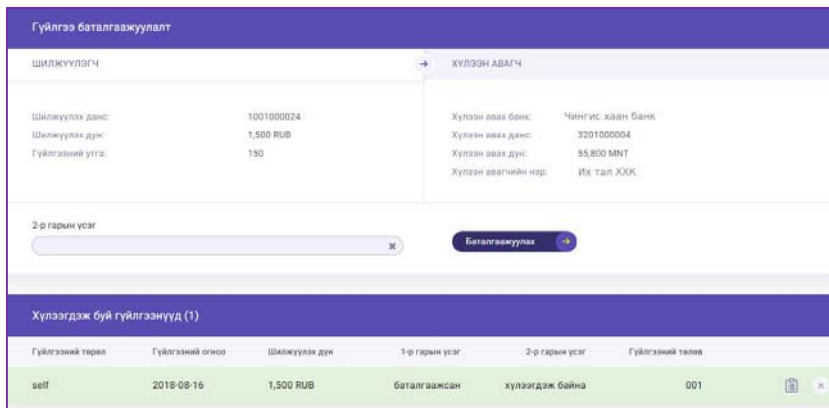 Гүйлгээ баталгаажуулалт
ШИЛЖҮҮЛЭГЧ
ХҮЛЭЭН АВАГЧ
Шилжүүлэх данс: 1001000024
Шилжүүлэх дүн: 1,500 RUB
Гүйлгээний утга: 150
Хүлээн авах банк: Чингис хаан банк
Хүлээн авах данс: 3201000004
Хүлээн авах дүн: 55,800 MNT
Хүлээн авагчийн нэр: Их тал ХХК
2-р гарын үсэг
Баталгаажуулах
Хүлээгдэж буй гүйлгээнүүд (1)
Гүйлгээний төрөл Гүйлгээний огноо Шилжүүлэх дүн 1-р гарын үсэг 2-р гарын үсэг Гүйлгээний төлөв
self 2018-08-16 1,500 RUB баталгаажсан хүлээгдэж байна 001